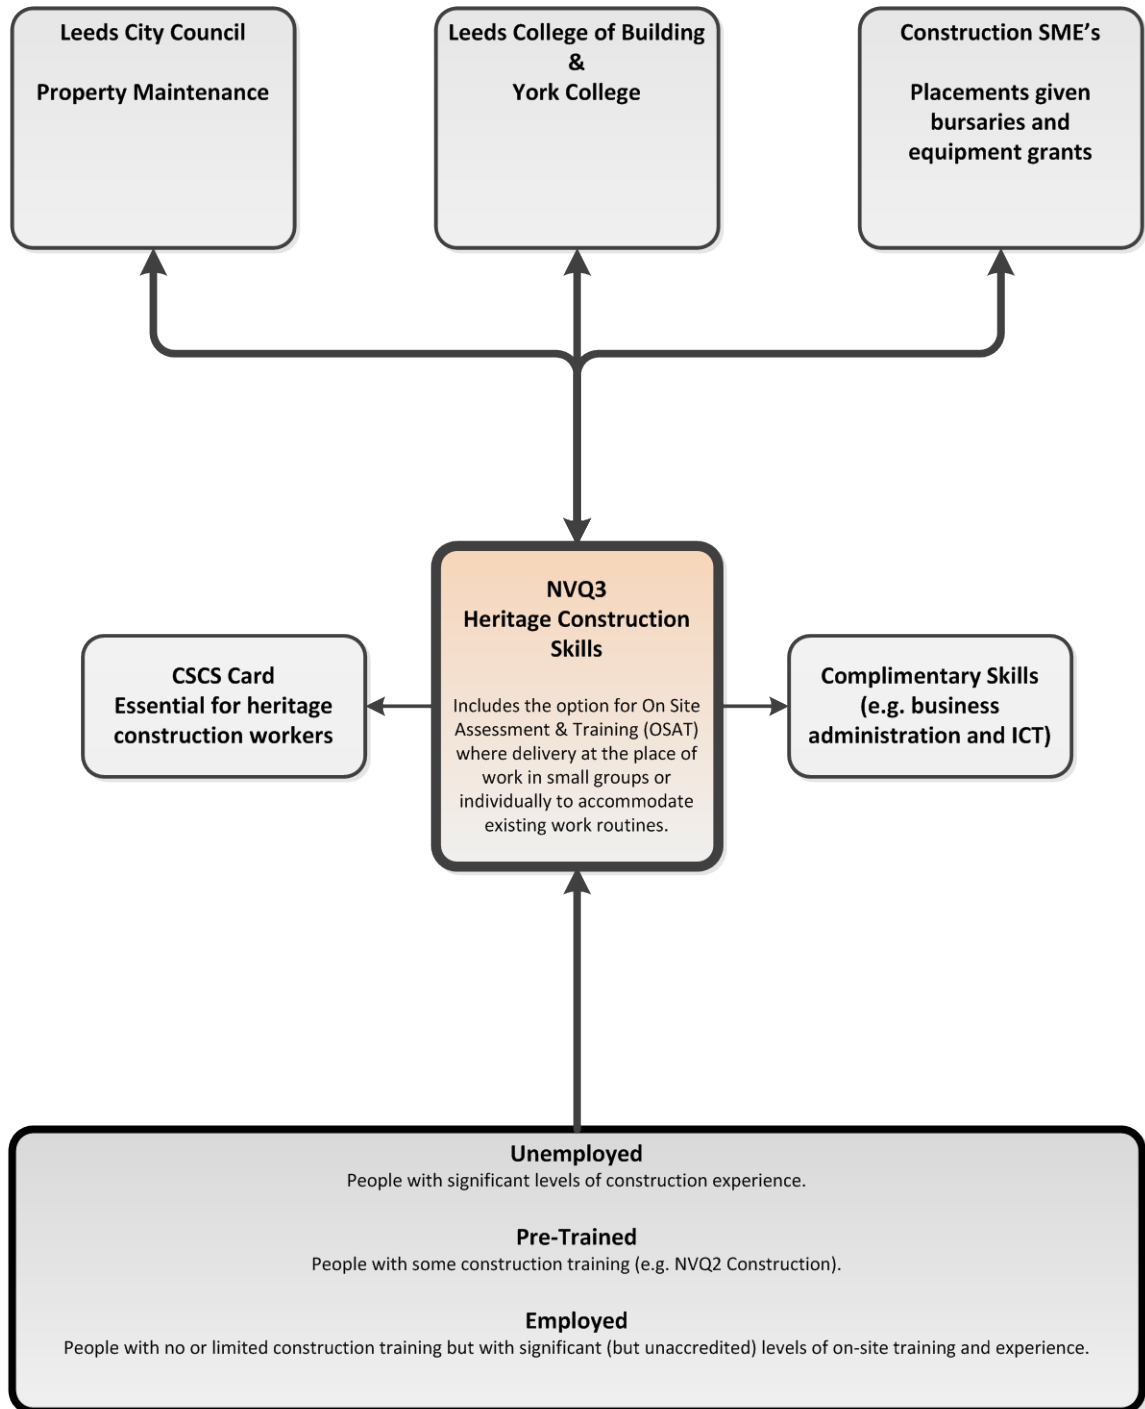 Leeds City Council
Property Maintenance
Leeds College of Building
&
York College
Construction SME's
Placements given
bursaries and
equipment grants
CSCS Card
Essential for heritage
construction workers
NVQ3
Heritage Construction
Skills
Includes the option for On Site
Assessment & Training (OSAT)
where delivery at the place of
work in small groups or
individually to accommodate
existing work routines.
Complimentary Skills
(e.g. business
administration and ICT)
Unemployed
People with significant levels of construction experience.
Pre-Trained
People with some construction training (e.g. NVQ2 Construction).
Employed
People with no or limited construction training but with significant (but unaccredited) levels of on-site training and experience.